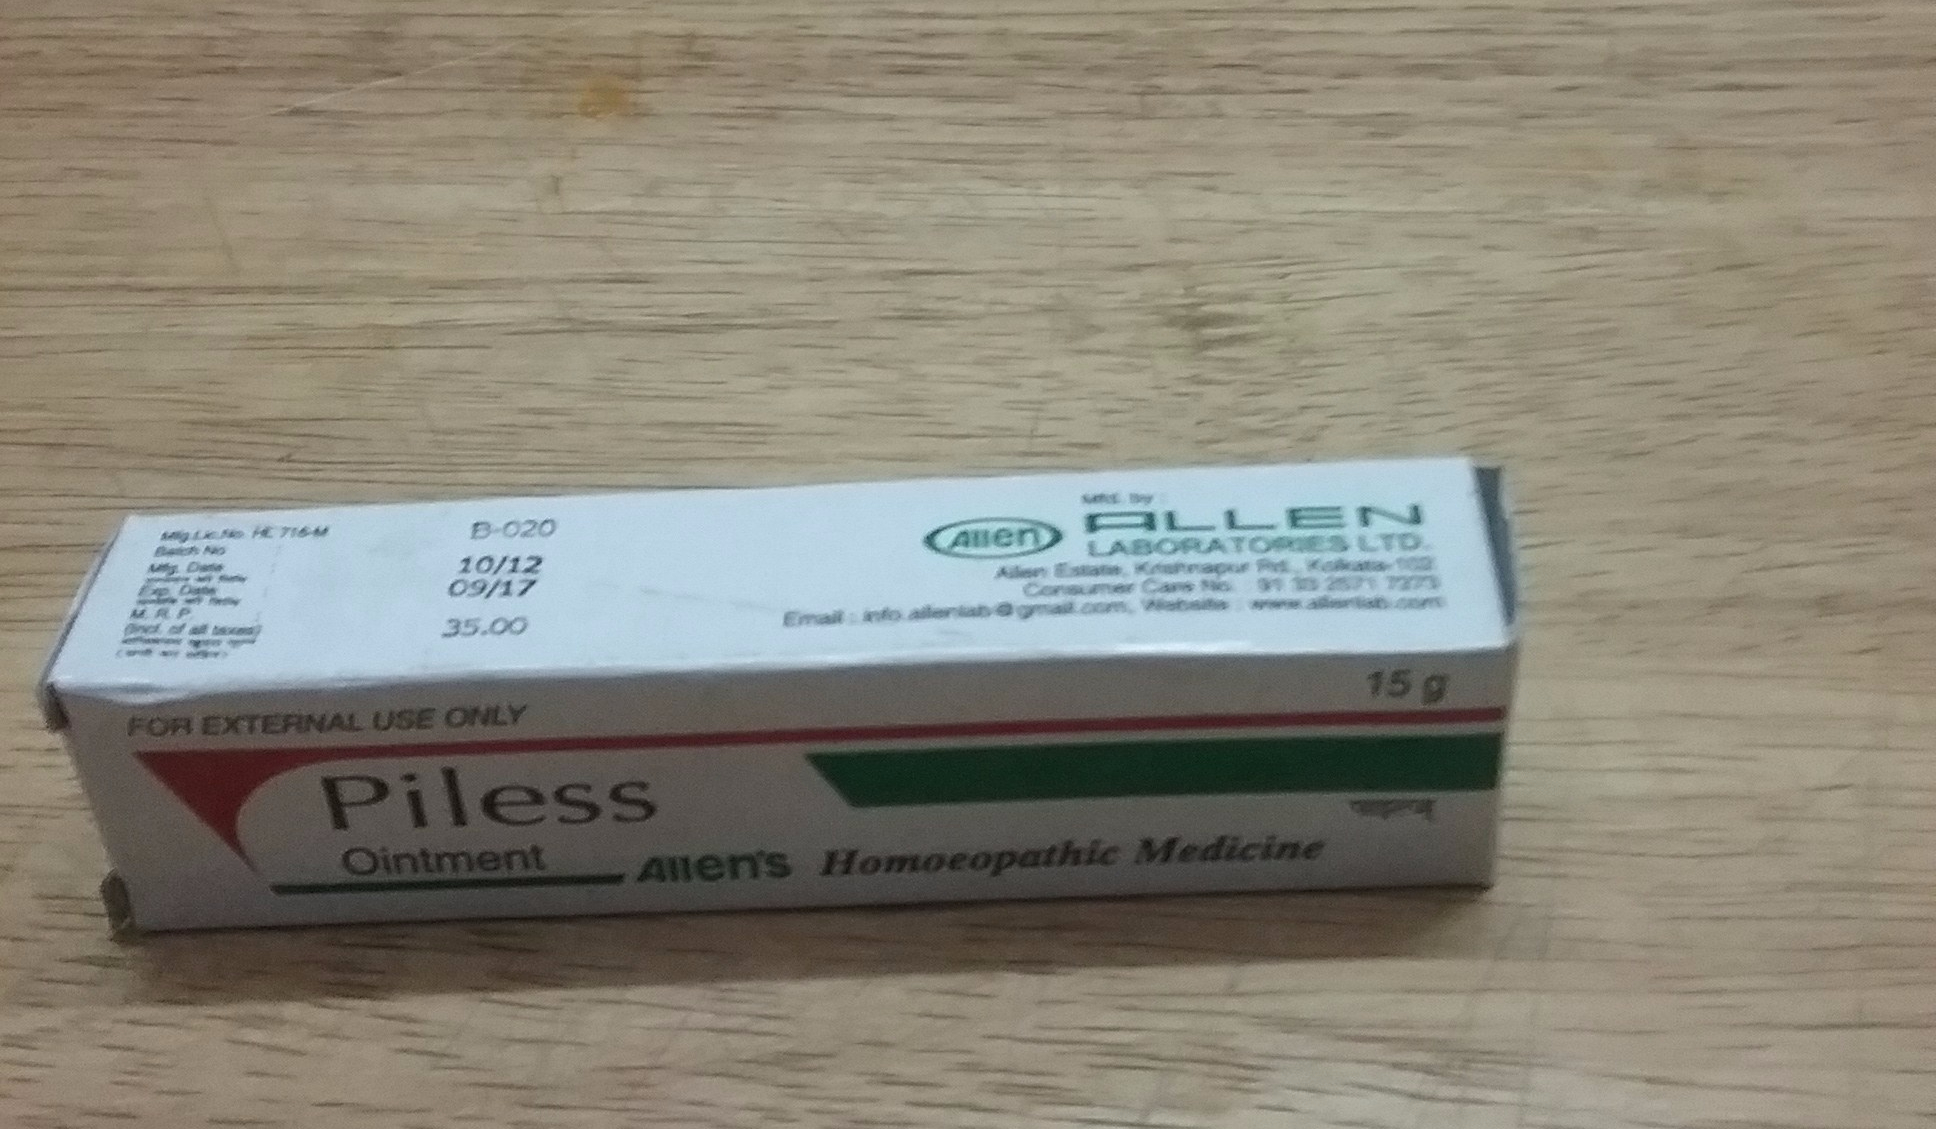 Mfg.Lic.No. HL 716-M
Batch No B-020
Mfg. Date 10/12
Exp. Date 09/17
M. R. P. 35.00
(Incl. of all taxes)
Mfd. by :
Allen ALLEN
LABORATORIES LTD.
Allen Estate, Krishnapur Rd., Kolkata-102
Consumer Care No. 91 33 2571 7273
Email : info.allenlab@gmail.com, Website : www.allenlab.com
15 g
FOR EXTERNAL USE ONLY
Piless
Ointment
Allen's Homoeopathic Medicine